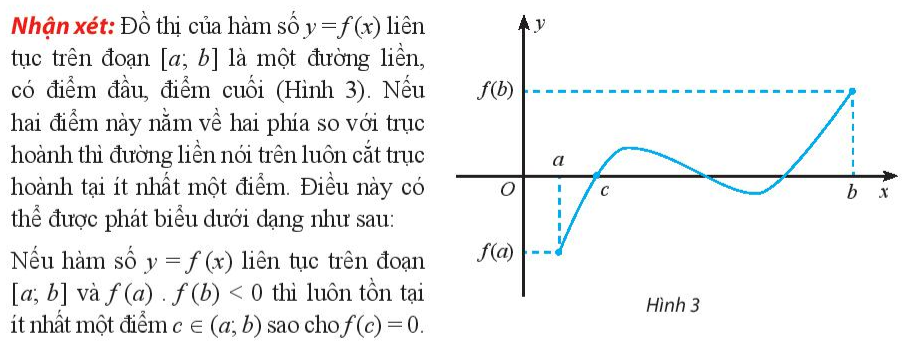 Nhận xét: Đồ thị của hàm số y = f(x) liên
tục trên đoạn [a; b] là một đường liền,
có điểm đầu, điểm cuối (Hình 3). Nếu
hai điểm này nằm về hai phía so với trục
hoành thì đường liền nói trên luôn cắt trục
hoành tại ít nhất một điểm. Điều này có
thể được phát biểu dưới dạng như sau:
Nếu hàm số y = f(x) liên tục trên đoạn
[a; b] và f(a) . f(b) < 0 thì luôn tồn tại
ít nhất một điểm c ∈ (a; b) sao cho f(c) = 0.
y
f(b)
a
O
c
b
x
f(a)
Hình 3